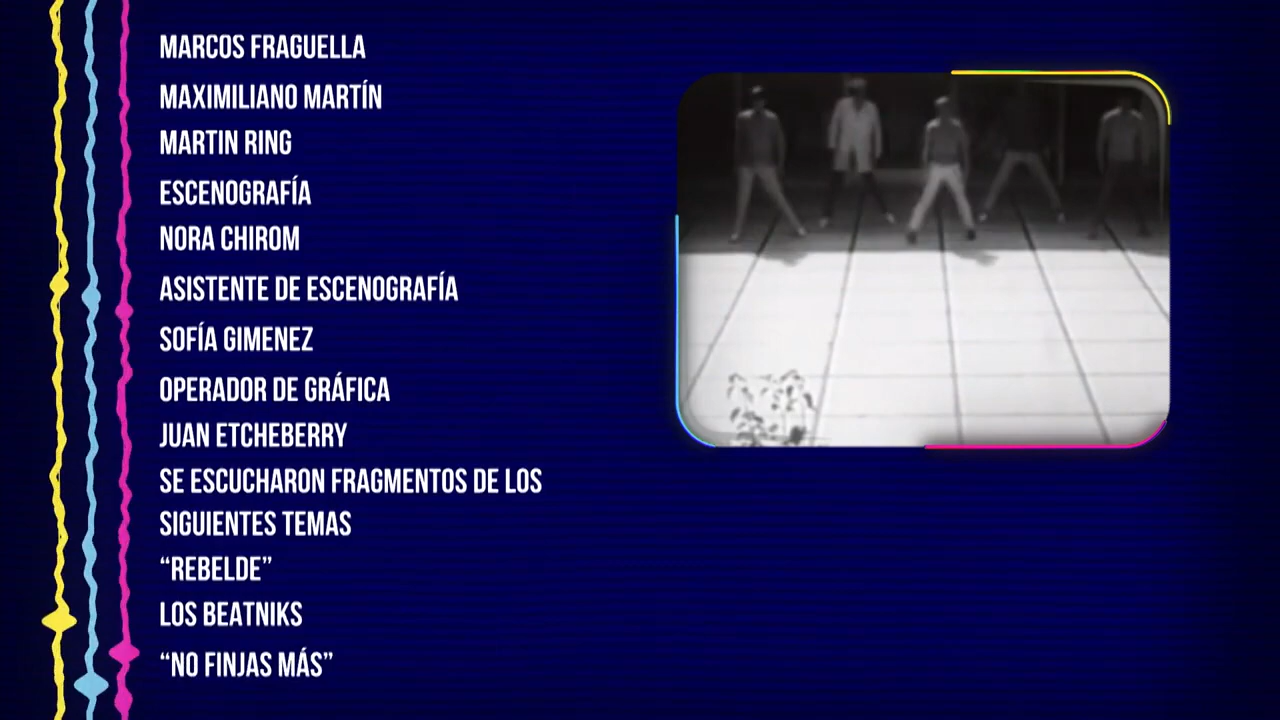 MARCOS FRAGUELLA
MAXIMILIANO MARTÍN
MARTIN RING
ESCENOGRAFÍA
NORA CHIROM
ASISTENTE DE ESCENOGRAFÍA
SOFÍA GIMENEZ
OPERADOR DE GRÁFICA
JUAN ETCHEBERRY
SE ESCUCHARON FRAGMENTOS DE LOS
SIGUIENTES TEMAS
“REBELDE”
LOS BEATNIKS
“NO FINJAS MÁS”